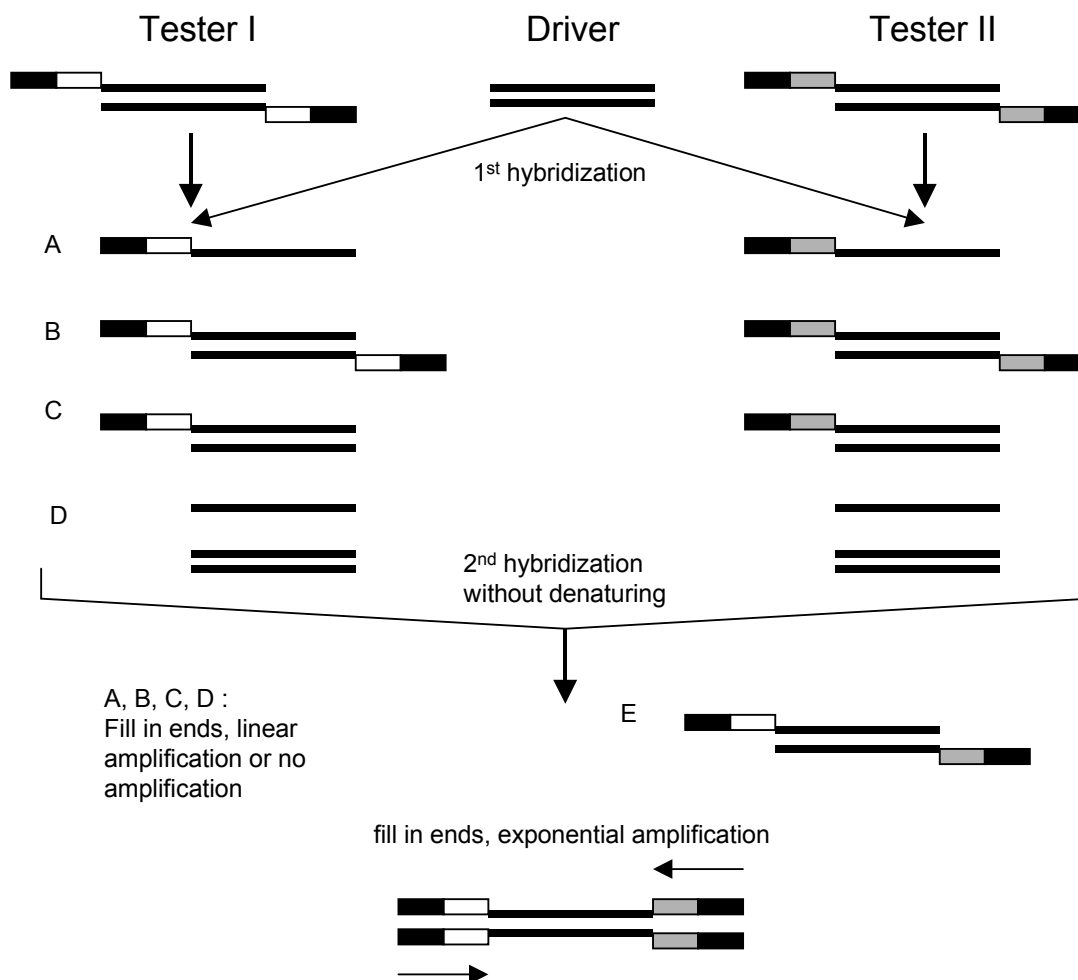 Tester I
Driver
Tester II
1st hybridization
A
B
C
D
2nd hybridization
without denaturing
A, B, C, D :
Fill in ends, linear
amplification or no
amplification
E
fill in ends, exponential amplification